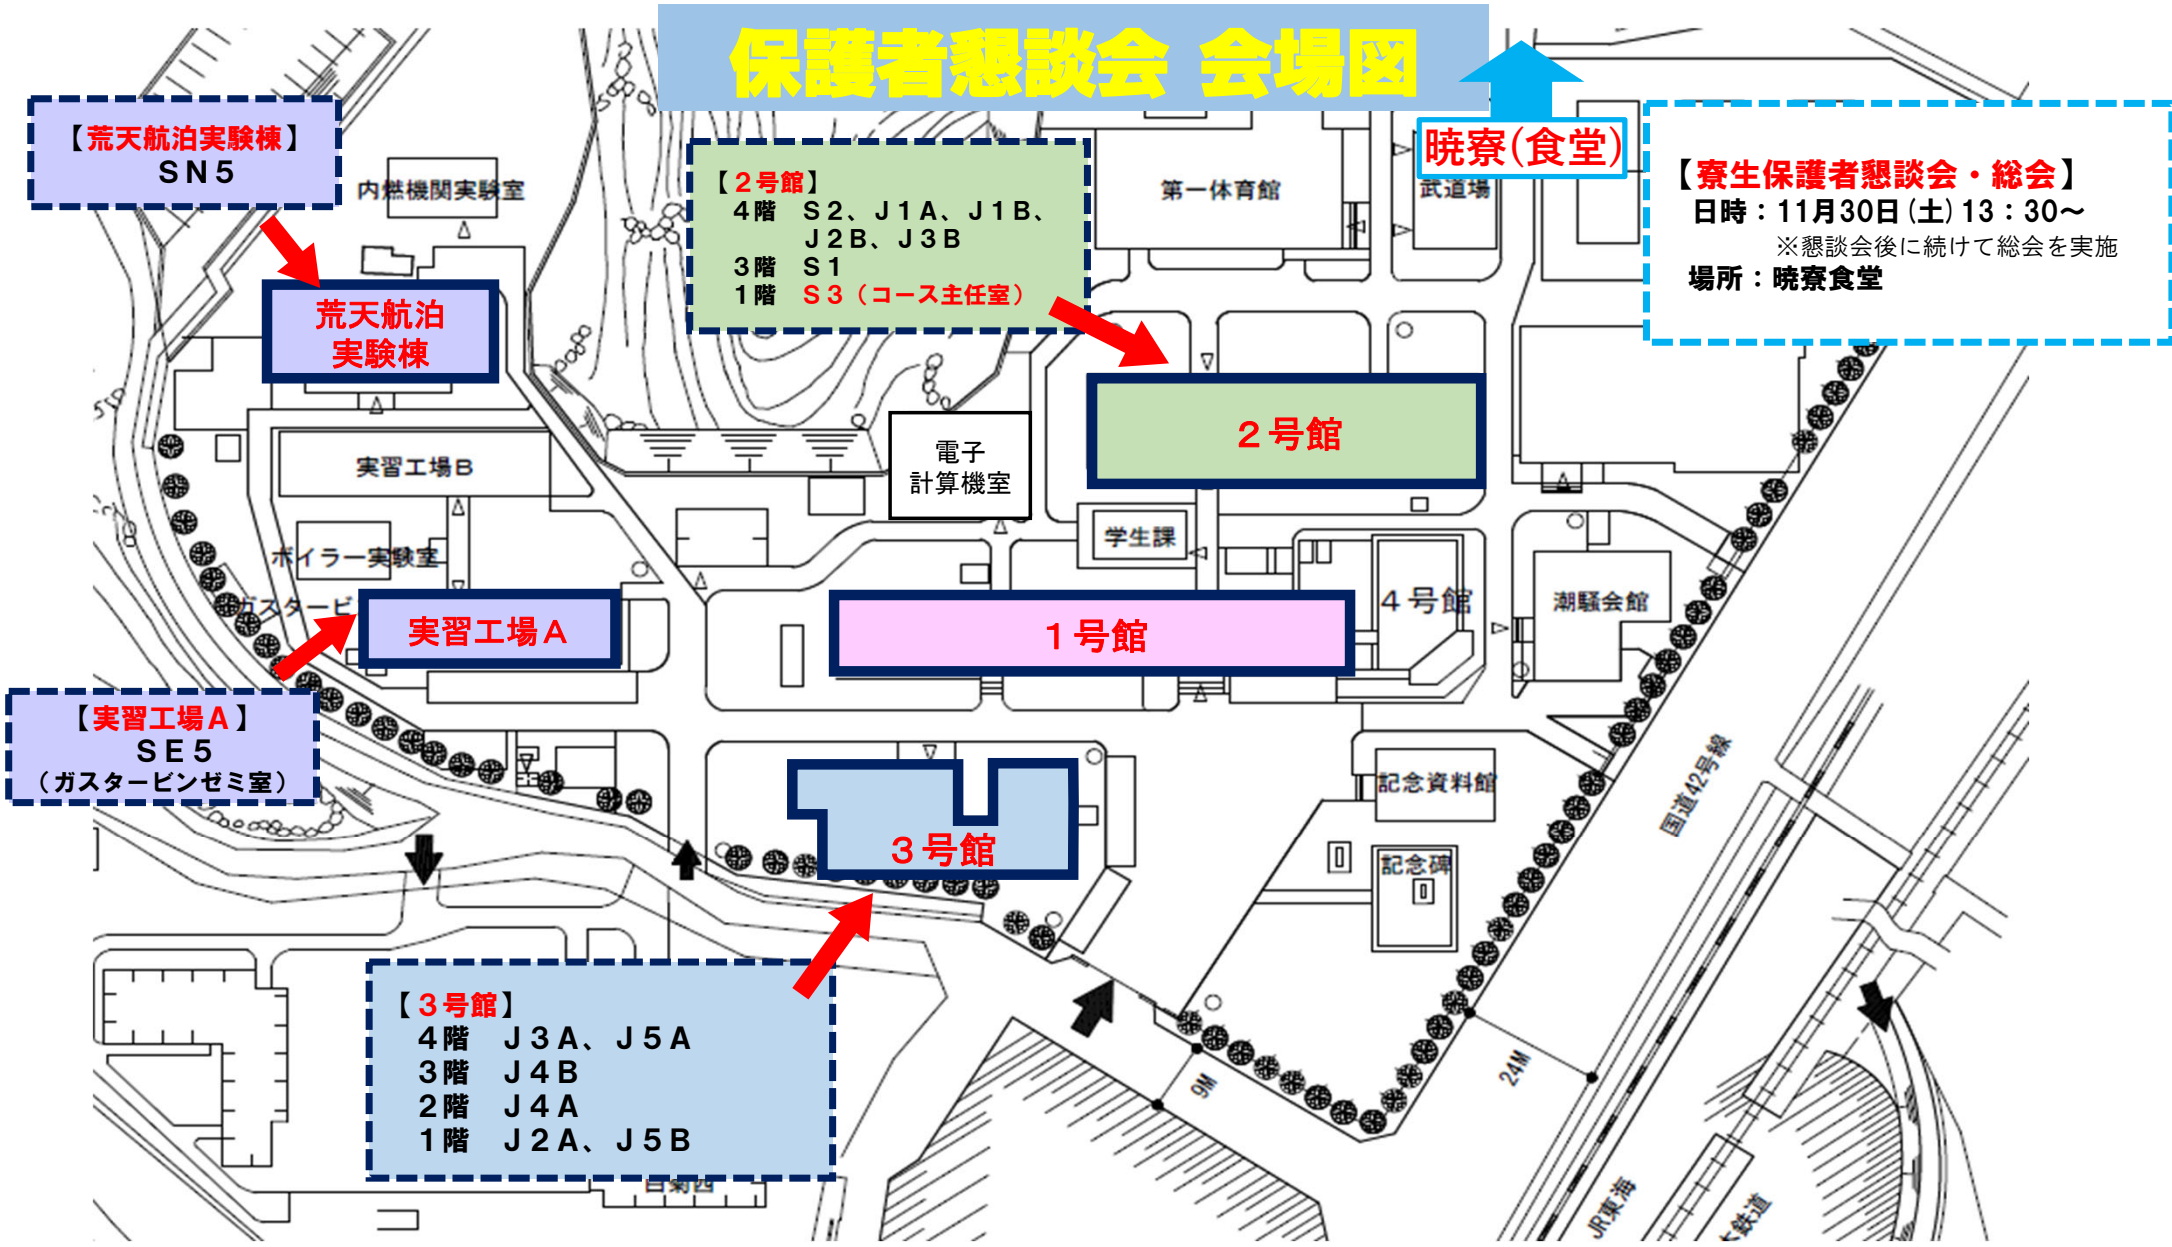 保護者懇談会 会場図
【荒天航泊実験棟】
ＳＮ５
内燃機関実験室
荒天航泊
実験棟
【２号館】
４階　Ｓ２、Ｊ１Ａ、Ｊ１Ｂ、
Ｊ２Ｂ、Ｊ３Ｂ
３階　Ｓ１
１階　Ｓ３（コース主任室）
第一体育館
暁寮(食堂)
武道場
【寮生保護者懇談会・総会】
日時：11月30日(土)13：30～
※懇談会後に続けて総会を実施
場所：暁寮食堂
２号館
電子
計算機室
実習工場Ｂ
学生課
ボイラー実験室
ガスタービ
実習工場Ａ
１号館
４号館
潮騒会館
【実習工場Ａ】
ＳＥ５
（ガスタービンゼミ室）
３号館
記念資料館
記念碑
国道42号線
【３号館】
４階　Ｊ３Ａ、Ｊ５Ａ
３階　Ｊ４Ｂ
２階　Ｊ４Ａ
１階　Ｊ２Ａ、Ｊ５Ｂ
9M
24M
JR東海